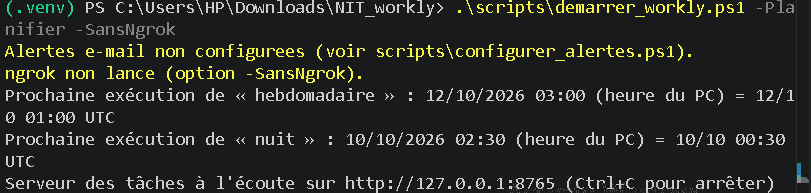 (.venv) PS C:\Users\HP\Downloads\NIT_workly> .\scripts\demarrer_workly.ps1 -Pla
nifier -SansNgrok
Alertes e-mail non configurees (voir scripts\configurer_alertes.ps1).
ngrok non lance (option -SansNgrok).
Prochaine exécution de « hebdomadaire » : 12/10/2026 03:00 (heure du PC) = 12/1
0 01:00 UTC
Prochaine exécution de « nuit » : 10/10/2026 02:30 (heure du PC) = 10/10 00:30
UTC
Serveur des tâches à l'écoute sur http://127.0.0.1:8765 (Ctrl+C pour arrêter)